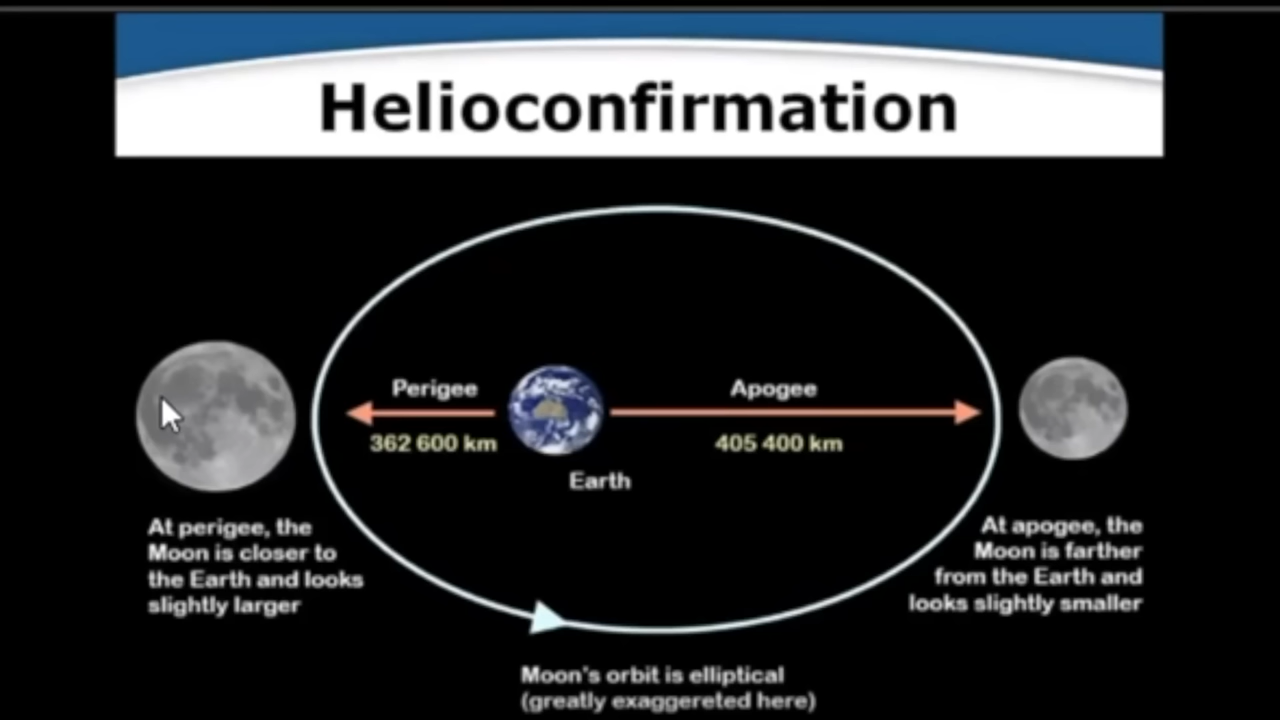 Helioconfirmation
Perigee
Apogee
362 600 km
405 400 km
Earth
At perigee, the
Moon is closer to
the Earth and looks
slightly larger
At apogee, the
Moon is farther
from the Earth and
looks slightly smaller
Moon's orbit is elliptical
(greatly exaggereted here)